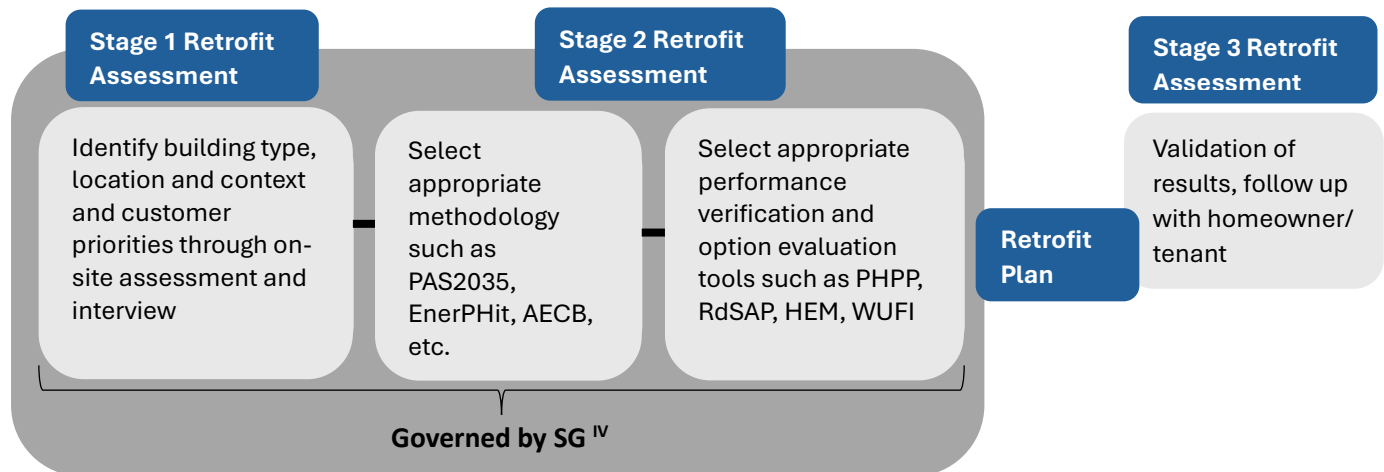 Stage 1 Retrofit
Assessment
Identify building type,
location and context
and customer
priorities through on-
site assessment and
interview
Stage 2 Retrofit
Assessment
Select
appropriate
methodology
such as
PAS2035,
EnerPHit, AECB,
etc.
Select appropriate
performance
verification and
option evaluation
tools such as PHPP,
RdSAP, HEM, WUFI
Governed by SG IV
Retrofit
Plan
Stage 3 Retrofit
Assessment
Validation of
results, follow up
with homeowner/
tenant